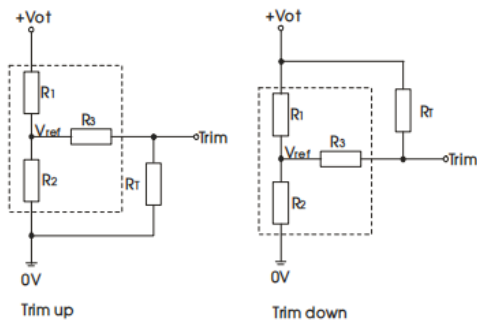 +Vot
R1
Vref
R3
Trim
R2
RT
0V
Trim up
+Vot
R1
RT
Vref
R3
Trim
R2
0V
Trim down